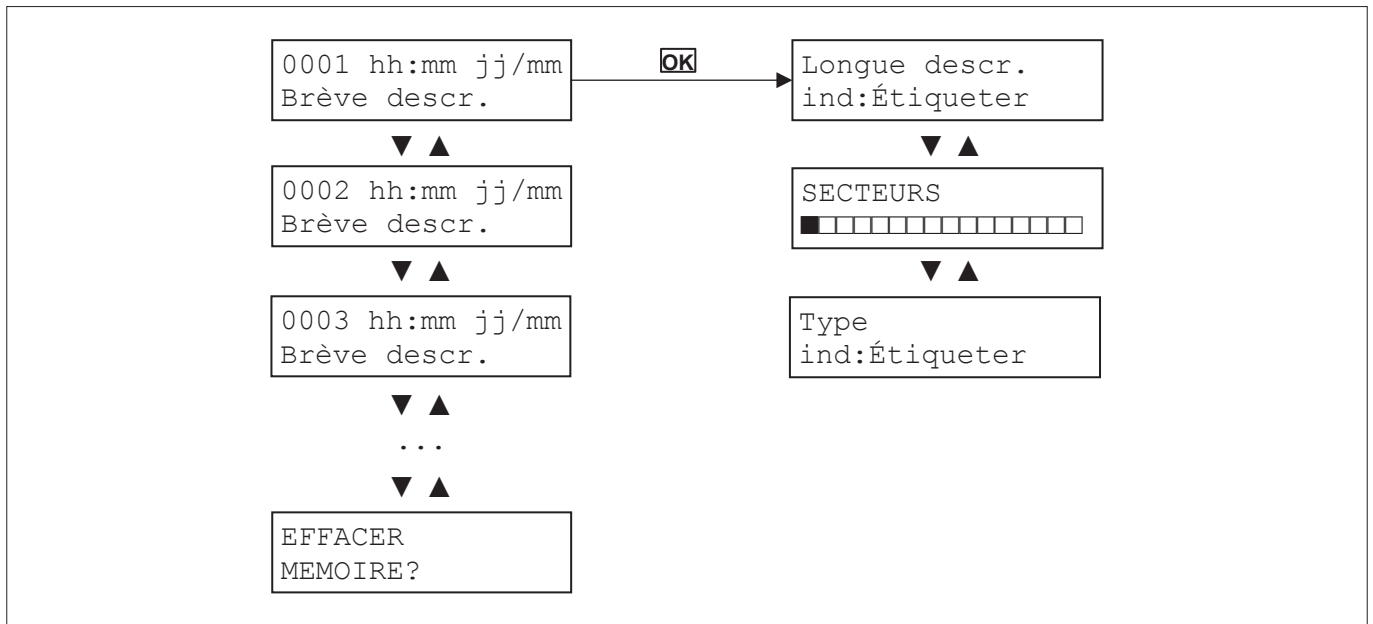 0001 hh:mm jj/mm
Brève descr.
OK
Longue descr.
ind:Étiqueter
▼ ▲
▼ ▲
0002 hh:mm jj/mm
Brève descr.
SECTEURS
■□□□□□□□□□□□□□□□
▼ ▲
▼ ▲
0003 hh:mm jj/mm
Brève descr.
Type
ind:Étiqueter
▼ ▲
...
▼ ▲
EFFACER
MEMOIRE?